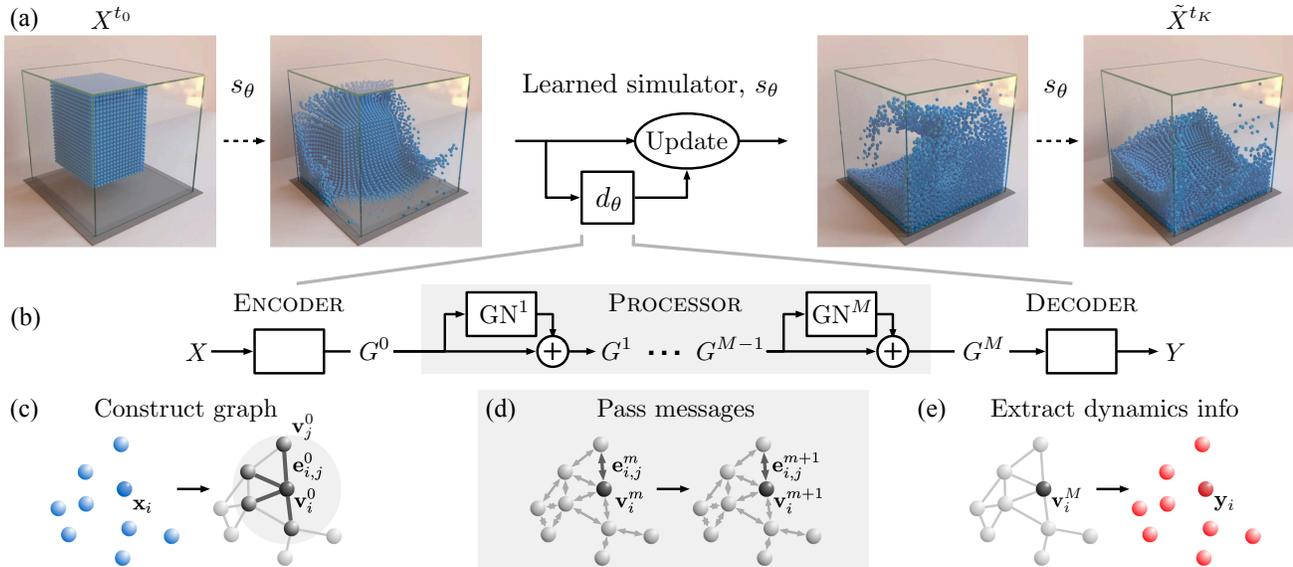 (a)
X^{t_0}
s_θ
Learned simulator, s_θ
Update
d_θ
s_θ
X̃^{t_K}
(b)
ENCODER
PROCESSOR
DECODER
X
G^0
GN^1
+
G^1
···
G^{M−1}
GN^M
+
G^M
Y
(c)
Construct graph
x_i
v_j^0
e_{i,j}^0
v_i^0
(d)
Pass messages
e_{i,j}^m
v_i^m
e_{i,j}^{m+1}
v_i^{m+1}
(e)
Extract dynamics info
v_i^M
y_i